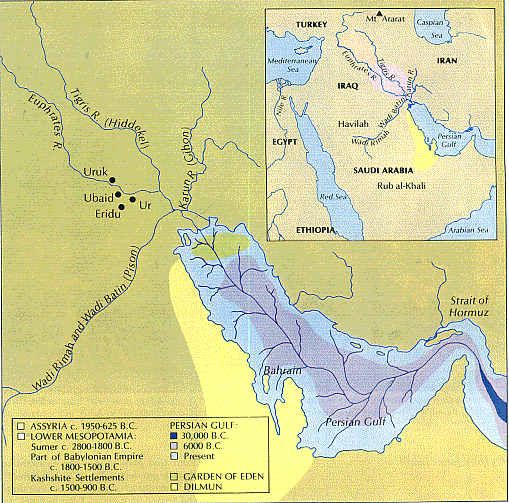 Euphrates R.
Tigris R. (Hiddekel)
Karun R. (Gihon)
Uruk
Ubaid
Ur
Eridu
Wadi Rimah and Wadi Batin (Pison)
Bahrain
Persian Gulf
Strait of
Hormuz
TURKEY
Mt. Ararat
Caspian
Sea
Mediterranean
Sea
Euphrates R.
Tigris R.
IRAN
IRAQ
Karun R.
Wadi Batin
Nile R.
Havilah
Wadi Rimah
Persian
Gulf
EGYPT
SAUDI ARABIA
Rub al-Khali
Red Sea
ETHIOPIA
Arabian Sea
ASSYRIA c. 1950-625 B.C.
LOWER MESOPOTAMIA:
Sumer c. 2800-1800 B.C.
Part of Babylonian Empire
c. 1800-1500 B.C.
Kashshite Settlements
c. 1500-900 B.C.
PERSIAN GULF:
30,000 B.C.
6000 B.C.
Present
GARDEN OF EDEN
DILMUN